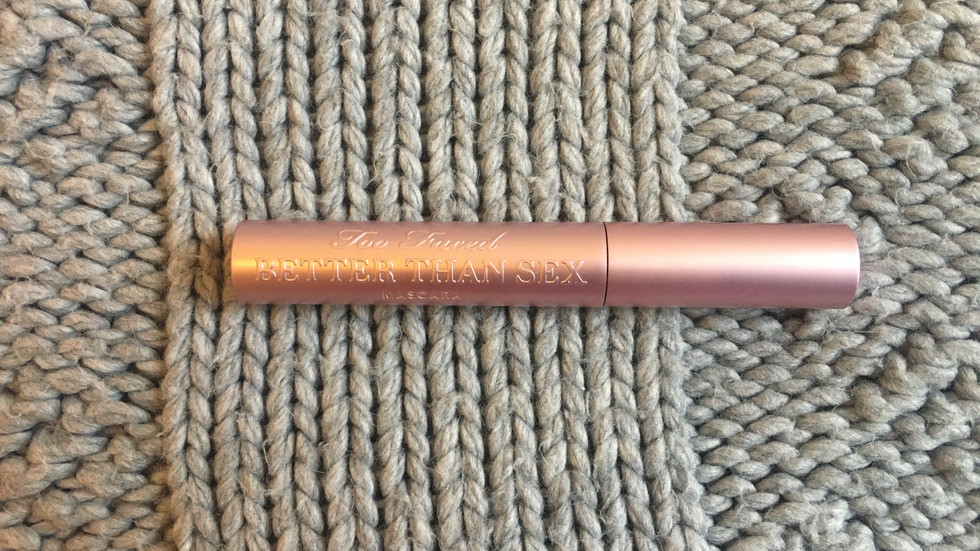 Too Faced
BETTER THAN SEX
MASCARA